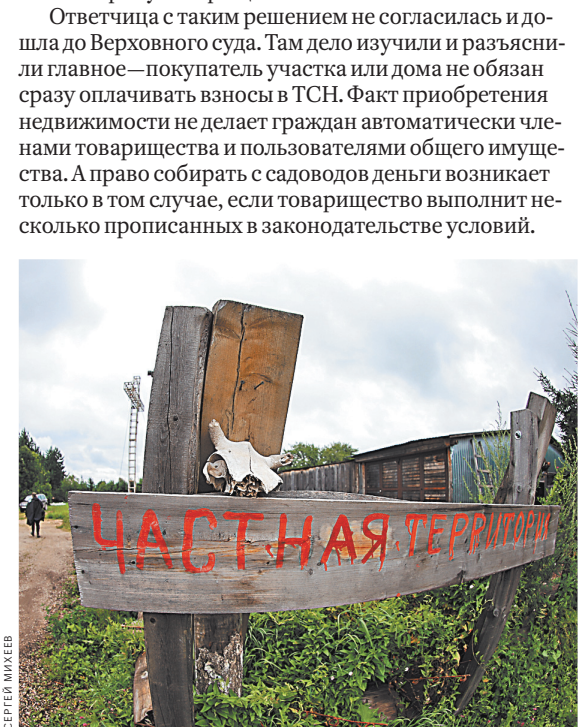 Ответчица с таким решением не согласилась и до-
шла до Верховного суда. Там дело изучили и разъясни-
ли главное—покупатель участка или дома не обязан
сразу оплачивать взносы в ТСН. Факт приобретения
недвижимости не делает граждан автоматически чле-
нами товарищества и пользователями общего имуще-
ства. А право собирать с садоводов деньги возникает
только в том случае, если товарищество выполнит не-
сколько прописанных в законодательстве условий.
ЧАСТНАЯ ТЕРРИТОРИЯ
СЕРГЕЙ МИХЕЕВ